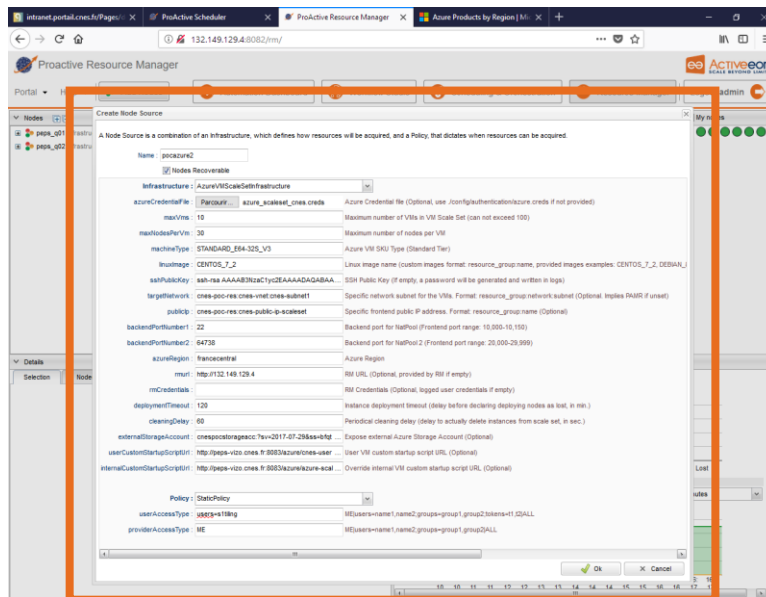 intranet.portail.cnes.fr/Pages/
ProActive Scheduler
ProActive Resource Manager
Azure Products by Region | Mic
132.149.129.4:8082/rm/
Proactive Resource Manager
ACTIVEEON
SCALE BEYOND LIMITS
Portal
admin
Nodes
My nodes
peps_q01
peps_q02
Create Node Source
A Node Source is a combination of an Infrastructure, which defines how resources will be acquired, and a Policy, that dictates when resources can be acquired.
Name : pocazure2
Nodes Recoverable
Infrastructure : AzureVMScaleSetInfrastructure
azureCredentialFile : Parcourir... azure_scaleset_cnes.creds Azure Credential file (Optional, use ./config/authentication/azure.creds if not provided)
maxVms : 10 Maximum number of VMs in VM Scale Set (can not exceed 100)
maxNodesPerVm : 30 Maximum number of nodes per VM
machineType : STANDARD_E64-32S_V3 Azure VM SKU Type (Standard Tier)
linuxImage : CENTOS_7_2 Linux image name (custom images format: resource_group:name, provided images examples: CENTOS_7_2, DEBIAN_
sshPublicKey : ssh-rsa AAAAB3NzaC1yc2EAAAADAQABAA... SSH Public Key (If empty, a password will be generated and written in logs)
targetNetwork : cnes-poc-res:cnes-vnet:cnes-subnet1 Specific network subnet for the VMs. Format: resource_group:network:subnet (Optional. Implies PAMR if unset)
publicIp : cnes-poc-res:cnes-public-ip-scaleset Specific frontend public IP address. Format: resource_group:name (Optional)
backendPortNumber1 : 22 Backend port for NatPool (Frontend port range: 10,000-10,150)
backendPortNumber2 : 64738 Backend port for NatPool 2 (Frontend port range: 20,000-29,999)
azureRegion : francecentral Azure Region
rmurl : http://132.149.129.4 RM URL (Optional, provided by RM if empty)
rmCredentials : RM Credentials (Optional, logged user credentials if empty)
deploymentTimeout : 120 Instance deployment timeout (delay before declaring deploying nodes as lost, in min.)
cleaningDelay : 60 Periodical cleaning delay (delay to actually delete instances from scale set, in sec.)
externalStorageAccount : cnespocstorageacc:?sv=2017-07-29&ss=bfqt ... Expose external Azure Storage Account (Optional)
userCustomStartupScriptUrl : http://peps-vizo.cnes.fr:8083/azure/cnes-user ... User VM custom startup script URL (Optional)
internalCustomStartupScriptUrl : http://peps-vizo.cnes.fr:8083/azure/azure-scal ... Override internal VM custom startup script URL (Optional)
Policy : StaticPolicy
userAccessType : users=s1tiling ME|users=name1,name2;groups=group1,group2;tokens=t1,t2|ALL
providerAccessType : ME ME|users=name1,name2;groups=group1,group2|ALL
Ok
Cancel
Details
Selection
Node
Lost